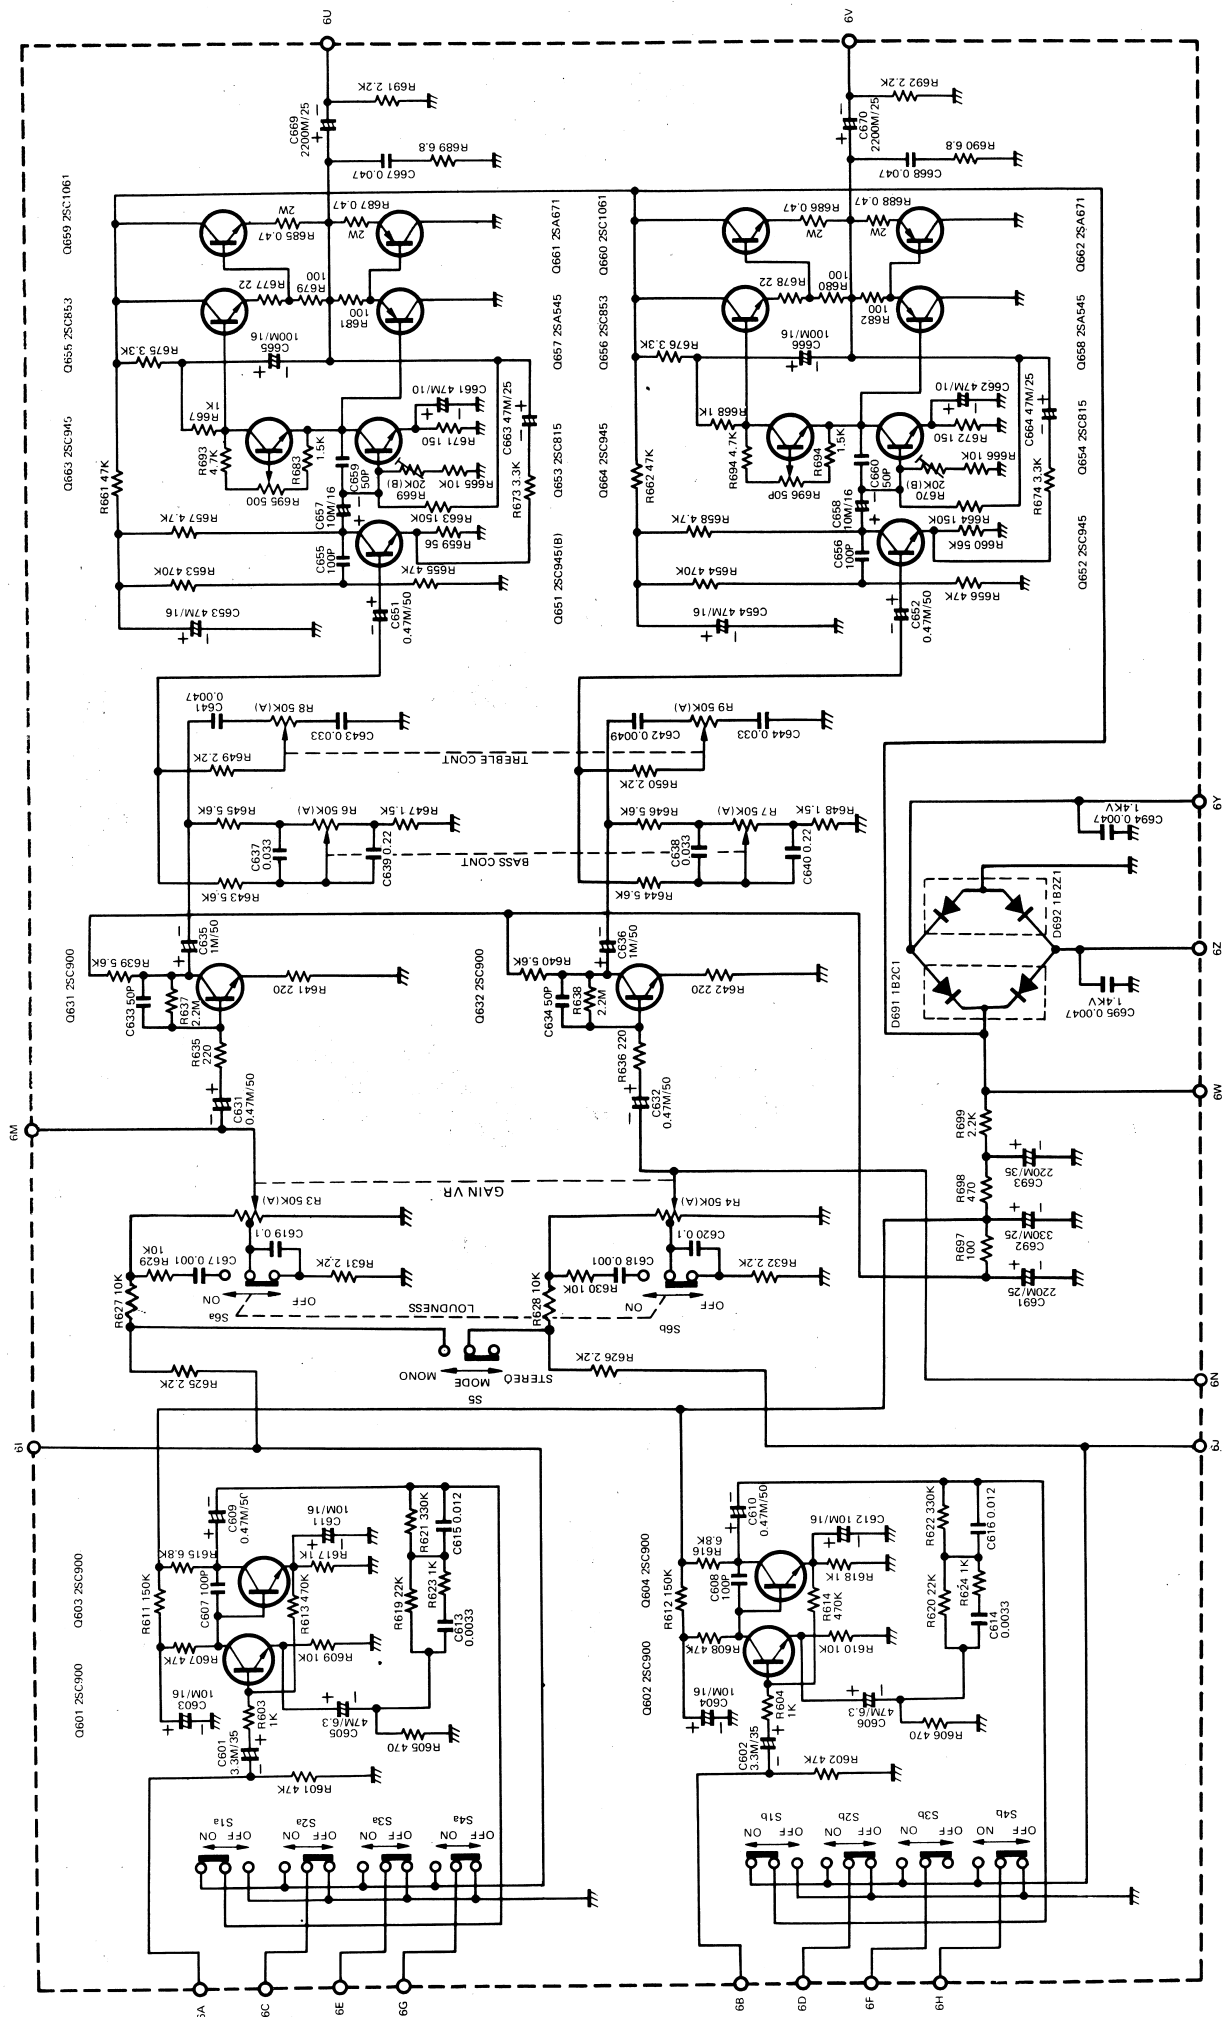 6U
6V
R691 2.2K
C669
2200M/25
R689 6.8
C667 0.047
R692 2.2K
C670
2200M/25
R690 6.8
C668 0.047
Q659 2SC1061
2W
R685 0.47
R687 0.47
2W
Q661 2SA671
Q660 2SC1061
R686 0.47
2W
R688 0.47
2W
Q662 2SA671
Q655 2SC853
R677 22
R679
100
R681
100
Q657 2SA545
Q656 2SC853
R678 22
R680
100
R682
100
Q658 2SA545
R675 3.3K
C665
100M/16
R676 3.3K
C666
100M/16
Q663 2SC945
R667
1K
R693
4.7K
R683
1.5K
R695 500
C661 47M/10
R671 150
C663 47M/25
Q653 2SC815
Q664 2SC945
R668 1K
R694 4.7K
R694
1.5K
R696 50P
C662 47M/10
R672 150
C664 47M/25
Q654 2SC815
R661 47K
C659
50P
20K(B)
R669
R665 10K
R673 3.3K
R662 47K
C660
50P
20K(B)
R670
R666 10K
R674 3.3K
R657 4.7K
C657
10M/16
R663 150K
R659 56
C655
100P
R658 4.7K
C658
10M/16
R664 150K
R660 56K
C656
100P
Q651 2SC945(B)
Q652 2SC945
R653 470K
R655 47K
R654 470K
R656 47K
C653 47M/16
C651
0.47M/50
C654 47M/16
C652
0.47M/50
C641
0.0047
R8 50K(A)
C643 0.033
R649 2.2K
C642 0.0049
R9 50K(A)
C644 0.033
R650 2.2K
TREBLE CONT
R645 5.6K
R6 50K(A)
R647 1.5K
C637
0.033
C639 0.22
R643 5.6K
BASS CONT
R646 5.6K
R7 50K(A)
R648 1.5K
C638
0.033
C640 0.22
R644 5.6K
6Y
1.4KV
C694 0.0047
D692 1B2Z1
6Z
D691 1B2C1
1.4KV
C695 0.0047
Q631 2SC900
R639 5.6K
C635
1M/50
C633 50P
R637
2.2M
R641 220
R635
220
C631
0.47M/50
Q632 2SC900
R640 5.6K
C636
1M/50
C634 50P
R638
2.2M
R642 220
R636 220
C632
0.47M/50
6W
6M
R699
2.2K
220M/35
C693
R698
470
330M/25
C692
R697
100
220M/25
C691
GAIN VR
R3 50K(A)
C619 0.1
R4 50K(A)
C620 0.1
R629
10K
C617 0.001
R631 2.2K
R627 10K
R630 10K
C618 0.001
R632 2.2K
R628 10K
ON
OFF
S6a
LOUDNESS
ON
OFF
S6b
MONO
MODE
STEREO
S5
R625 2.2K
R626 2.2K
6N
6I
6J
C609
0.47M/50
C611
10M/16
R621 330K
C615 0.012
C610
0.47M/50
C612 10M/16
R622 330K
C616 0.012
Q603 2SC900
R615 6.8K
R617 1K
R611 150K
C607 100P
R613 470K
R619 22K
R623 1K
C613
0.0033
Q604 2SC900
R616
6.8K
R618 1K
R612 150K
C608
100P
R614
470K
R620 22K
R624 1K
C614
0.0033
Q601 2SC900
R607 47K
R609 10K
C603
10M/16
R603
1K
C601
3.3M/35
C605
47M/6.3
R605 470
R601 47K
Q602 2SC900
R608 47K
R610 10K
C604
10M/16
R604
1K
C602
3.3M/35
C606
47M/6.3
R606 470
R602 47K
S1a
ON
OFF
S2a
ON
OFF
S3a
ON
OFF
S4a
ON
OFF
S1b
ON
OFF
S2b
ON
OFF
S3b
ON
OFF
S4b
NO
OFF
6A
6C
6E
6G
6B
6D
6F
6H